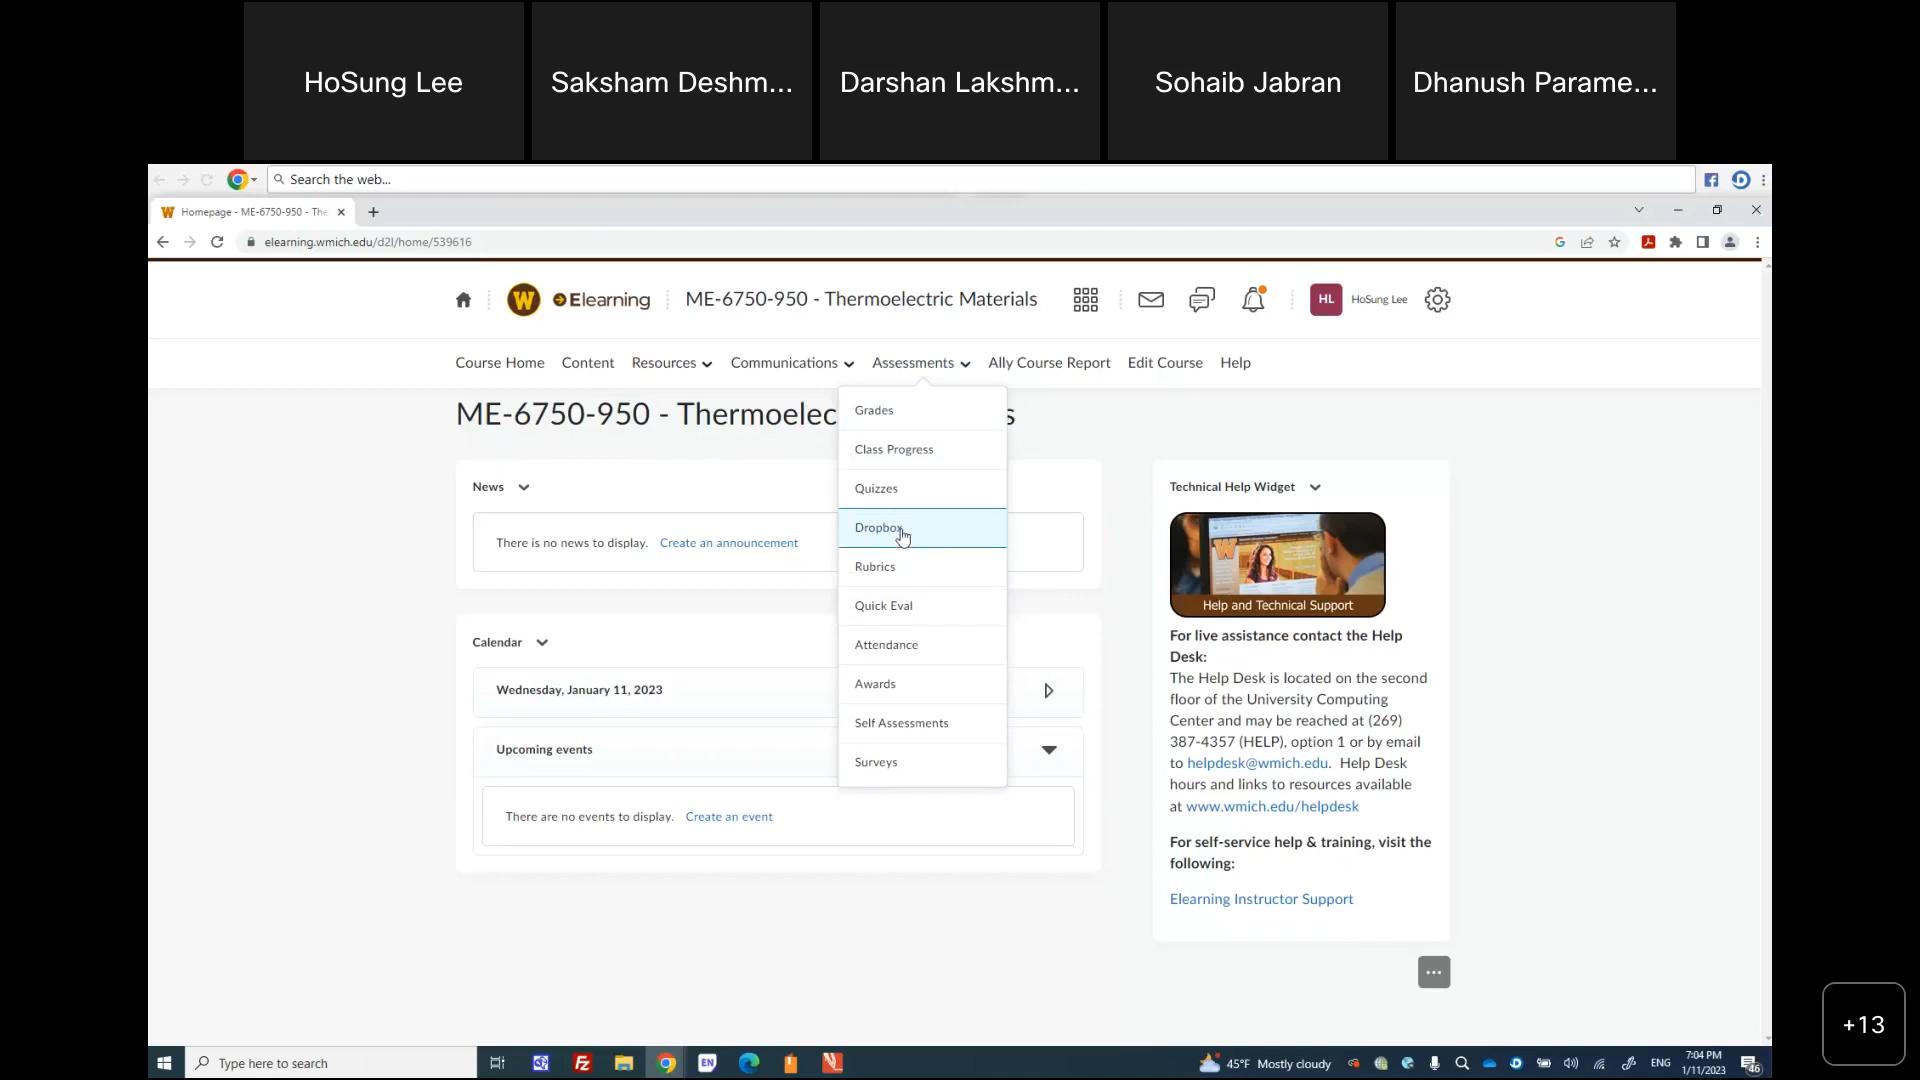 HoSung Lee
Saksham Deshm...
Darshan Lakshm...
Sohaib Jabran
Dhanush Parame...
Search the web...
Homepage - ME-6750-950 - The
elearning.wmich.edu/d2l/home/539616
W Elearning
ME-6750-950 - Thermoelectric Materials
HL
HoSung Lee
Course Home
Content
Resources
Communications
Assessments
Ally Course Report
Edit Course
Help
ME-6750-950 - Thermoelec
s
Grades
Class Progress
Quizzes
Dropbox
Rubrics
Quick Eval
Attendance
Awards
Self Assessments
Surveys
News
There is no news to display. Create an announcement
Calendar
Wednesday, January 11, 2023
Upcoming events
There are no events to display. Create an event
Technical Help Widget
W
Help and Technical Support
For live assistance contact the Help
Desk:
The Help Desk is located on the second
floor of the University Computing
Center and may be reached at (269)
387-4357 (HELP), option 1 or by email
to helpdesk@wmich.edu. Help Desk
hours and links to resources available
at www.wmich.edu/helpdesk
For self-service help & training, visit the
following:
Elearning Instructor Support
+13
Type here to search
EN
45°F Mostly cloudy
ENG
7:04 PM
1/11/2023
46